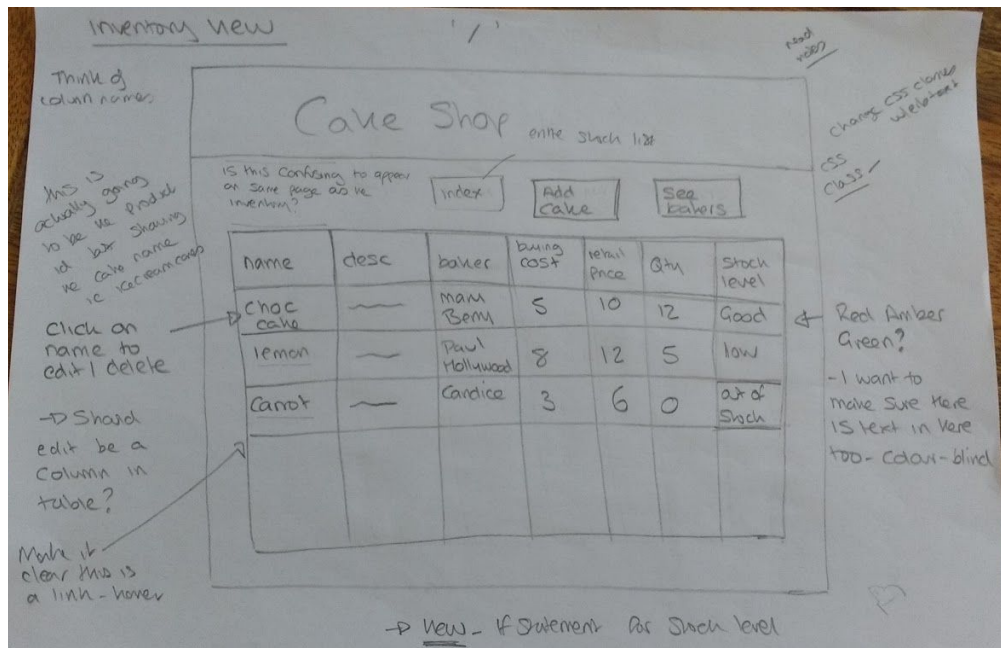 Inventory View
'/'
read
notes
Think of
column names
change CSS classes
CSS
class
Cake Shop
entire stock list
this is
actually going
to be the product
id but showing
the cake name
ie icecream cares
is this confusing to appear
on same page as the
inventory?
index
Add
cake
See
bakers
name
desc
baker
buying
cost
retail
price
Qty
Stock
level
Choc
cake
Mary
Berry
5
10
12
Good
lemon
Paul
Hollywood
8
12
5
low
Carrot
Candice
3
6
0
out of
Stock
Click on
name to
edit / delete
→ Should
edit be a
column in
table?
Make it
clear this is
a link - hover
Red Amber
Green?
- I want to
make sure there
is text in here
too - colour-blind
→ View - If statement for stock level